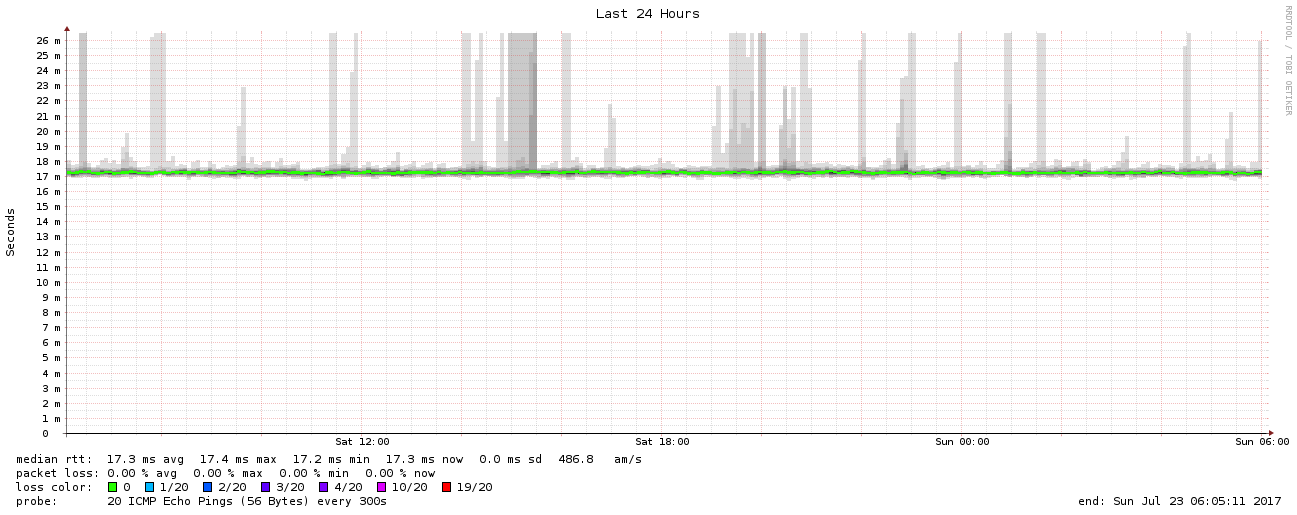 Last 24 Hours
RRDTOOL / TOBI OETIKER
Seconds
26 m
25 m
24 m
23 m
22 m
21 m
20 m
19 m
18 m
17 m
16 m
15 m
14 m
13 m
12 m
11 m
10 m
9 m
8 m
7 m
6 m
5 m
4 m
3 m
2 m
1 m
0
Sat 12:00 Sat 18:00 Sun 00:00 Sun 06:00
median rtt: 17.3 ms avg 17.4 ms max 17.2 ms min 17.3 ms now 0.0 ms sd 486.8 am/s
packet loss: 0.00 % avg 0.00 % max 0.00 % min 0.00 % now
loss color: 0 1/20 2/20 3/20 4/20 10/20 19/20
probe: 20 ICMP Echo Pings (56 Bytes) every 300s end: Sun Jul 23 06:05:11 2017